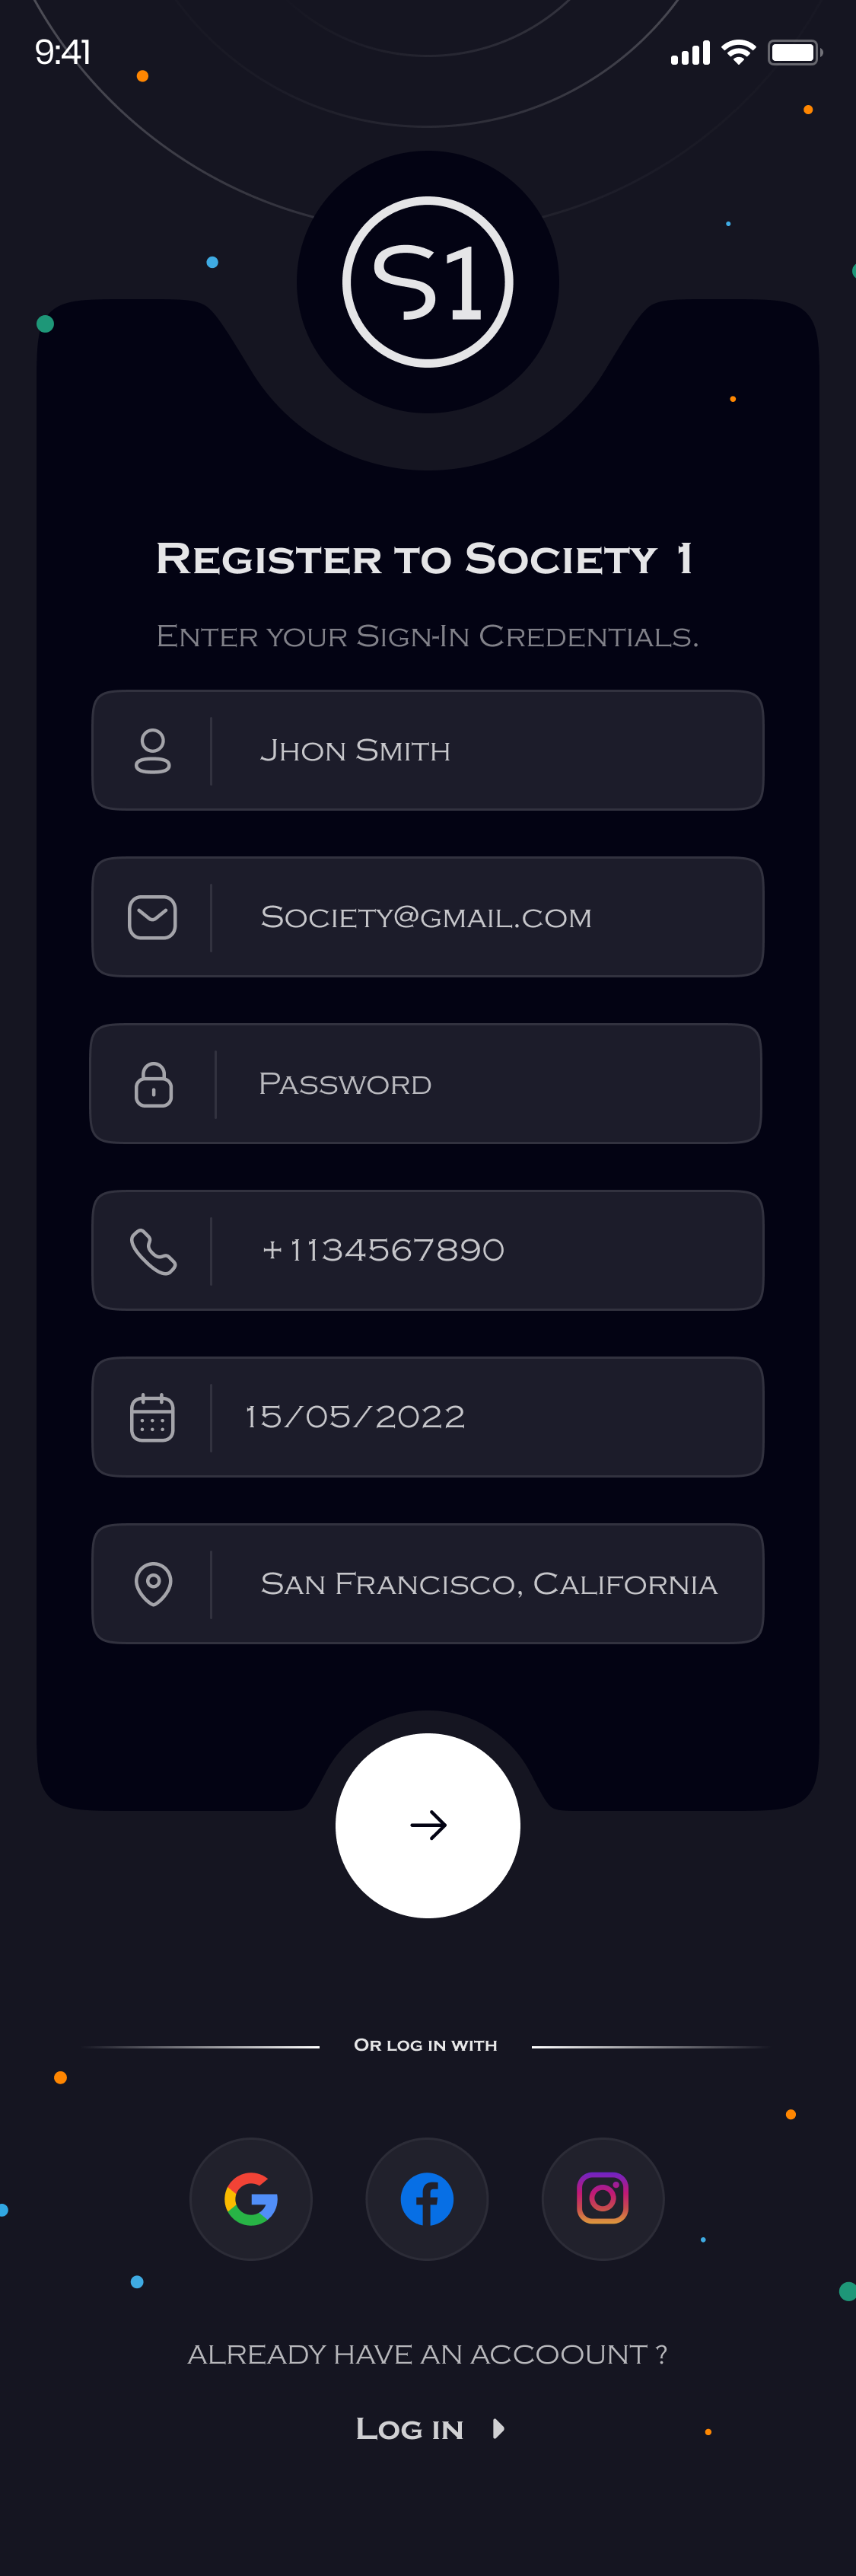 9:41
S1
Register to Society 1
Enter your Sign-In Credentials.
Jhon Smith
Society@gmail.com
Password
+1134567890
15/05/2022
San Francisco, California
Or log in with
ALREADY HAVE AN ACCOOUNT ?
Log in